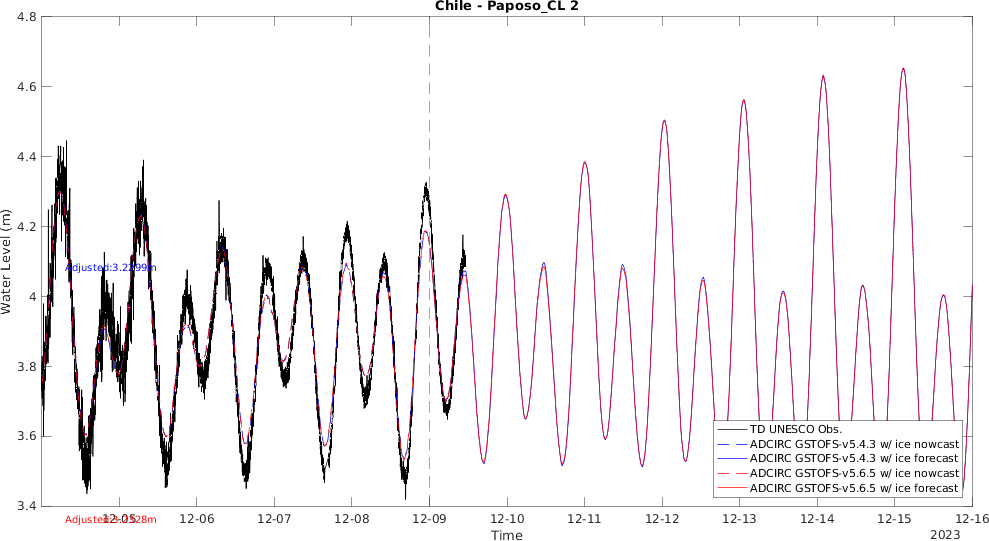 Chile - Paposo_CL 2
Water Level (m)
4.8
4.6
4.4
4.2
4
3.8
3.6
3.4
Adjusted:3.2299m
TD UNESCO Obs.
ADCIRC GSTOFS-v5.4.3 w/ ice nowcast
ADCIRC GSTOFS-v5.4.3 w/ ice forecast
ADCIRC GSTOFS-v5.6.5 w/ ice nowcast
ADCIRC GSTOFS-v5.6.5 w/ ice forecast
12-05 12-06 12-07 12-08 12-09 12-10 12-11 12-12 12-13 12-14 12-15 12-16
Time
2023